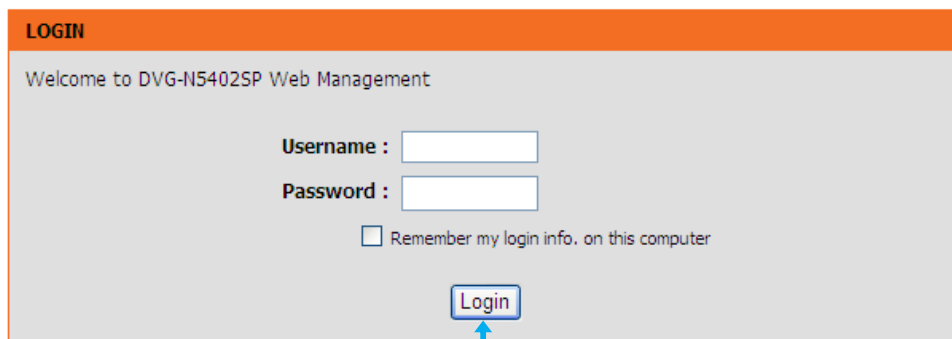 LOGIN
Welcome to DVG-N5402SP Web Management
Username :
Password :
Remember my login info. on this computer
Login